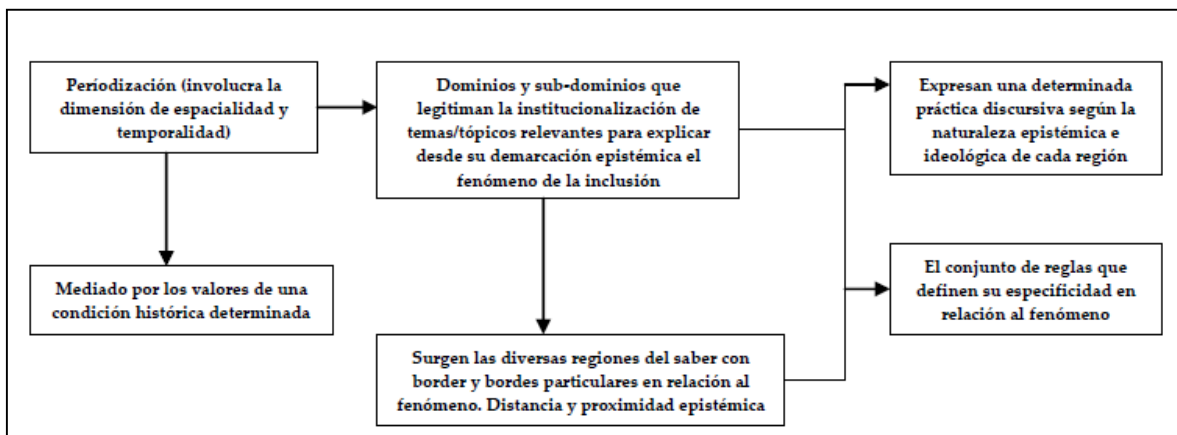 Períodización (involucra la
dimensión de espacialidad y
temporalidad)
Dominios y sub-dominios que
legitiman la institucionalización de
temas/tópicos relevantes para explicar
desde su demarcación epistémica el
fenómeno de la inclusión
Expresan una determinada
práctica discursiva según la
naturaleza epistémica e
ideológica de cada región
Mediado por los valores de una
condición histórica determinada
El conjunto de reglas que
definen su especificidad en
relación al fenómeno
Surgen las diversas regiones del saber con
border y bordes particulares en relación al
fenómeno. Distancia y proximidad epistémica